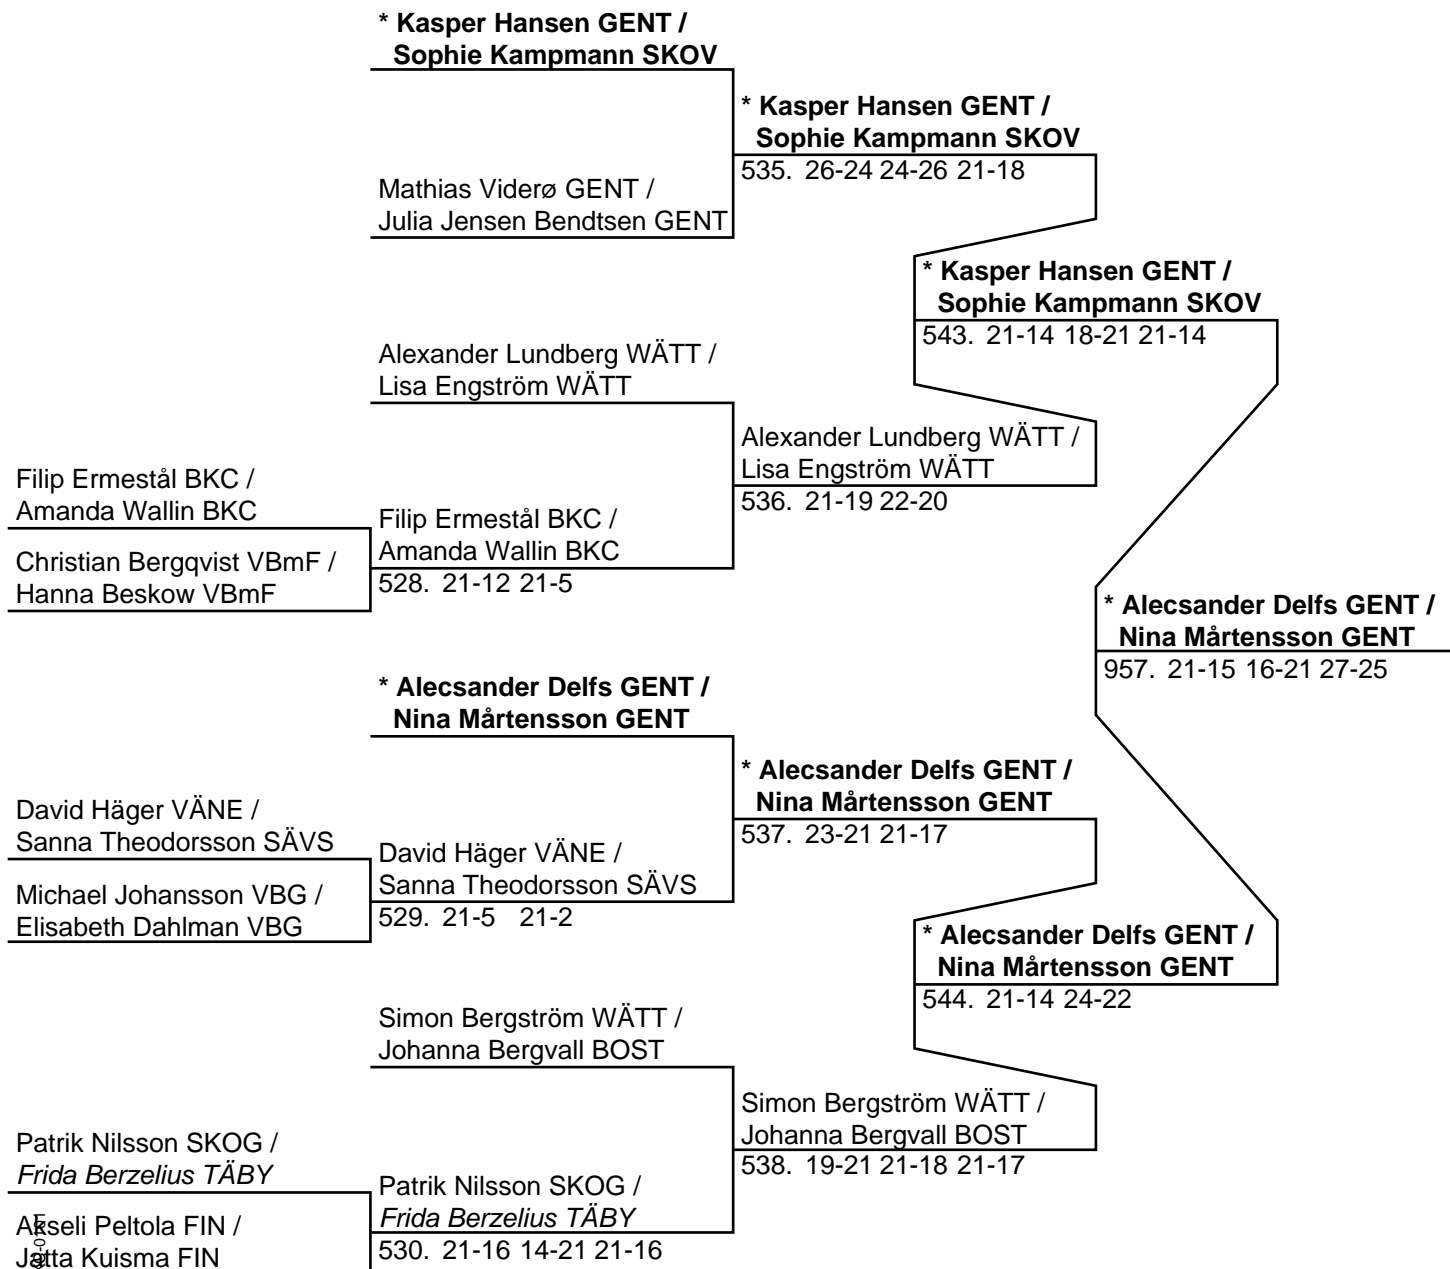 * Kasper Hansen GENT /
Sophie Kampmann SKOV
* Kasper Hansen GENT /
Sophie Kampmann SKOV
535. 26-24 24-26 21-18
Mathias Viderø GENT /
Julia Jensen Bendtsen GENT
* Kasper Hansen GENT /
Sophie Kampmann SKOV
543. 21-14 18-21 21-14
Alexander Lundberg WÄTT /
Lisa Engström WÄTT
Alexander Lundberg WÄTT /
Lisa Engström WÄTT
536. 21-19 22-20
Filip Ermestål BKC /
Amanda Wallin BKC
Filip Ermestål BKC /
Amanda Wallin BKC
528. 21-12 21-5
Christian Bergqvist VBmF /
Hanna Beskow VBmF
* Alecsander Delfs GENT /
Nina Mårtensson GENT
957. 21-15 16-21 27-25
* Alecsander Delfs GENT /
Nina Mårtensson GENT
* Alecsander Delfs GENT /
Nina Mårtensson GENT
537. 23-21 21-17
David Häger VÄNE /
Sanna Theodorsson SÄVS
David Häger VÄNE /
Sanna Theodorsson SÄVS
529. 21-5 21-2
Michael Johansson VBG /
Elisabeth Dahlman VBG
* Alecsander Delfs GENT /
Nina Mårtensson GENT
544. 21-14 24-22
Simon Bergström WÄTT /
Johanna Bergvall BOST
Simon Bergström WÄTT /
Johanna Bergvall BOST
538. 19-21 21-18 21-17
Patrik Nilsson SKOG /
Frida Berzelius TÄBY
Patrik Nilsson SKOG /
Frida Berzelius TÄBY
530. 21-16 14-21 21-16
Akseli Peltola FIN /
Jatta Kuisma FIN